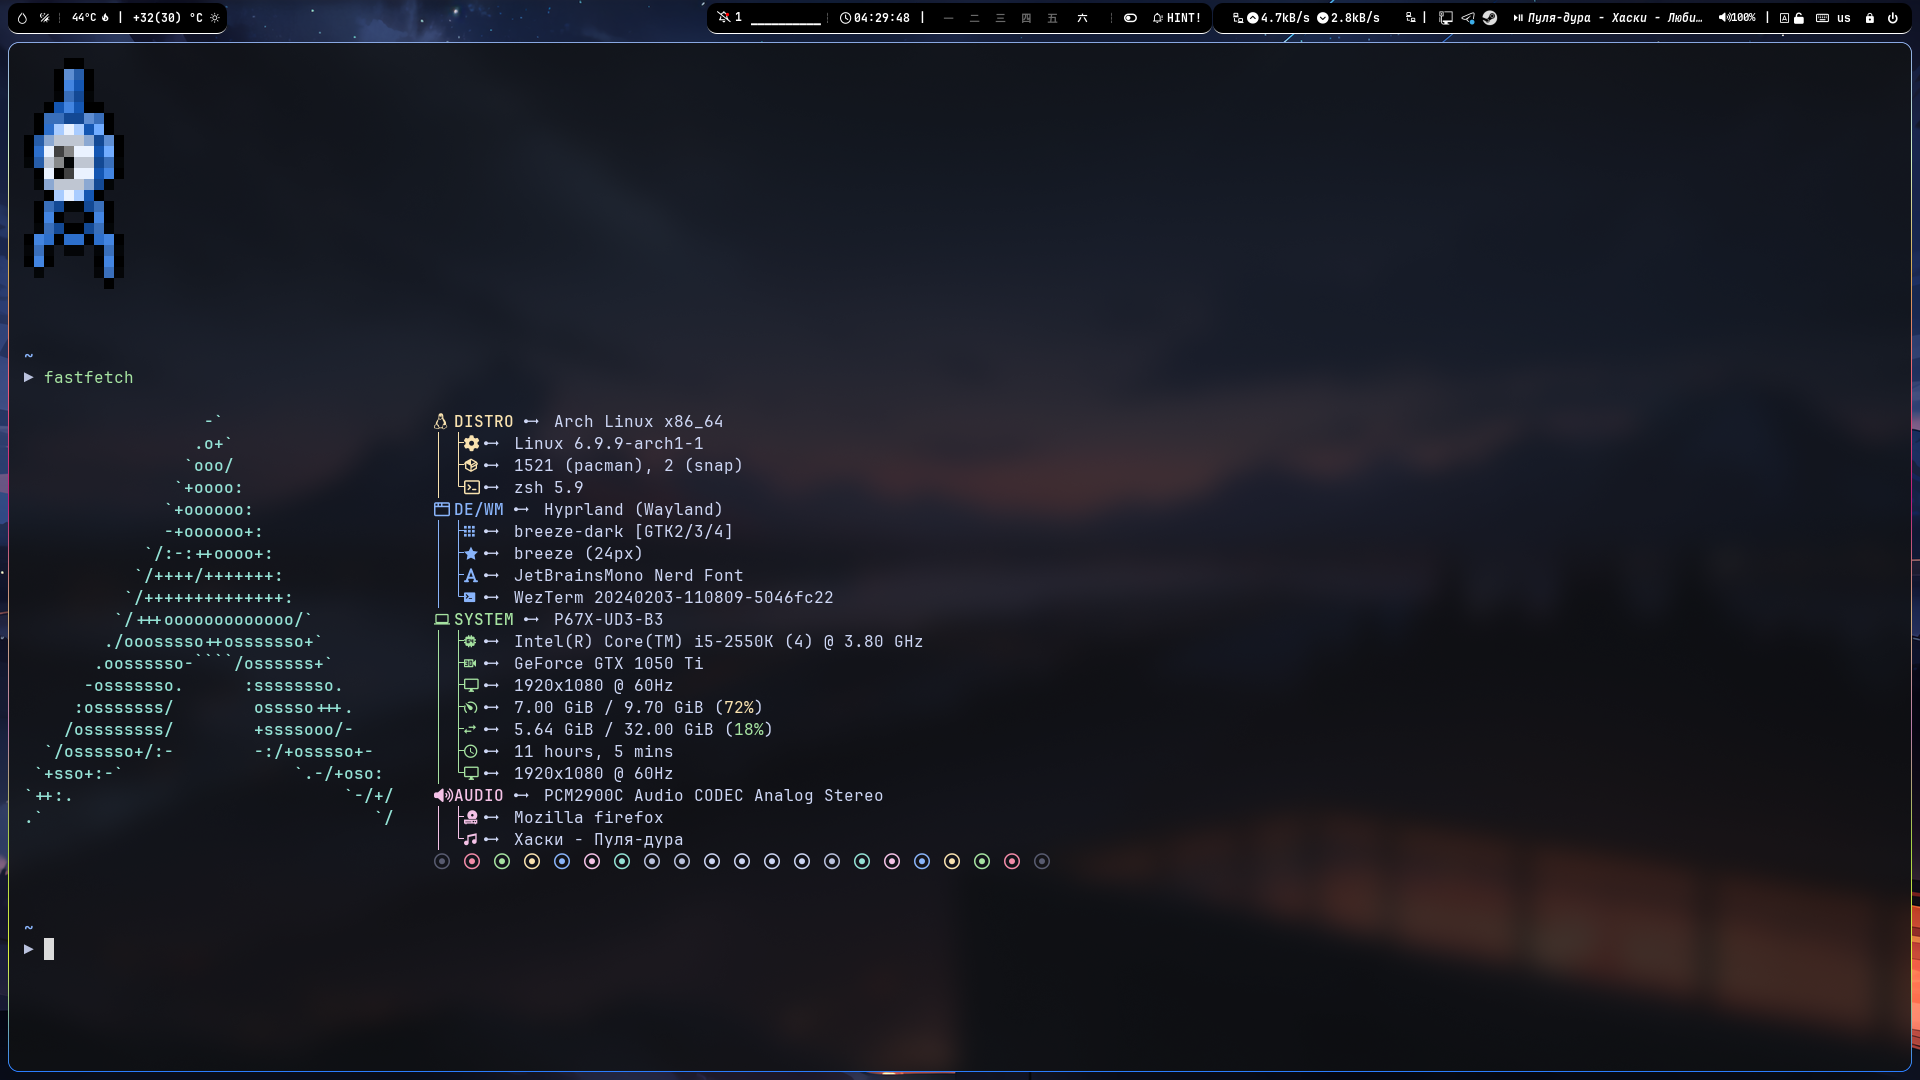 44°C | +32(30) °C
1 04:29:48 | 一 二 三 四 五 六 HINT!
4.7kB/s 2.8kB/s | Пуля-дура - Хаски - Люби… 100% | us
~
fastfetch
-`
.o+`
`ooo/
`+oooo:
`+oooooo:
-+oooooo+:
`/:-:++oooo+:
`/++++/+++++++:
`/++++++++++++++:
`/+++ooooooooooooo/`
./ooosssso++osssssso+`
.oossssso-````/ossssss+`
-osssssso. :ssssssso.
:osssssss/ osssso+++.
/ossssssss/ +ssssooo/-
`/ossssso+/:- -:/+osssso+-
`+sso+:-` `.-/+oso:
`++:. `-/+/
.` `/
DISTRO Arch Linux x86_64
Linux 6.9.9-arch1-1
1521 (pacman), 2 (snap)
zsh 5.9
DE/WM Hyprland (Wayland)
breeze-dark [GTK2/3/4]
breeze (24px)
JetBrainsMono Nerd Font
WezTerm 20240203-110809-5046fc22
SYSTEM P67X-UD3-B3
Intel(R) Core(TM) i5-2550K (4) @ 3.80 GHz
GeForce GTX 1050 Ti
1920x1080 @ 60Hz
7.00 GiB / 9.70 GiB (72%)
5.64 GiB / 32.00 GiB (18%)
11 hours, 5 mins
1920x1080 @ 60Hz
AUDIO PCM2900C Audio CODEC Analog Stereo
Mozilla firefox
Хаски - Пуля-дура
~